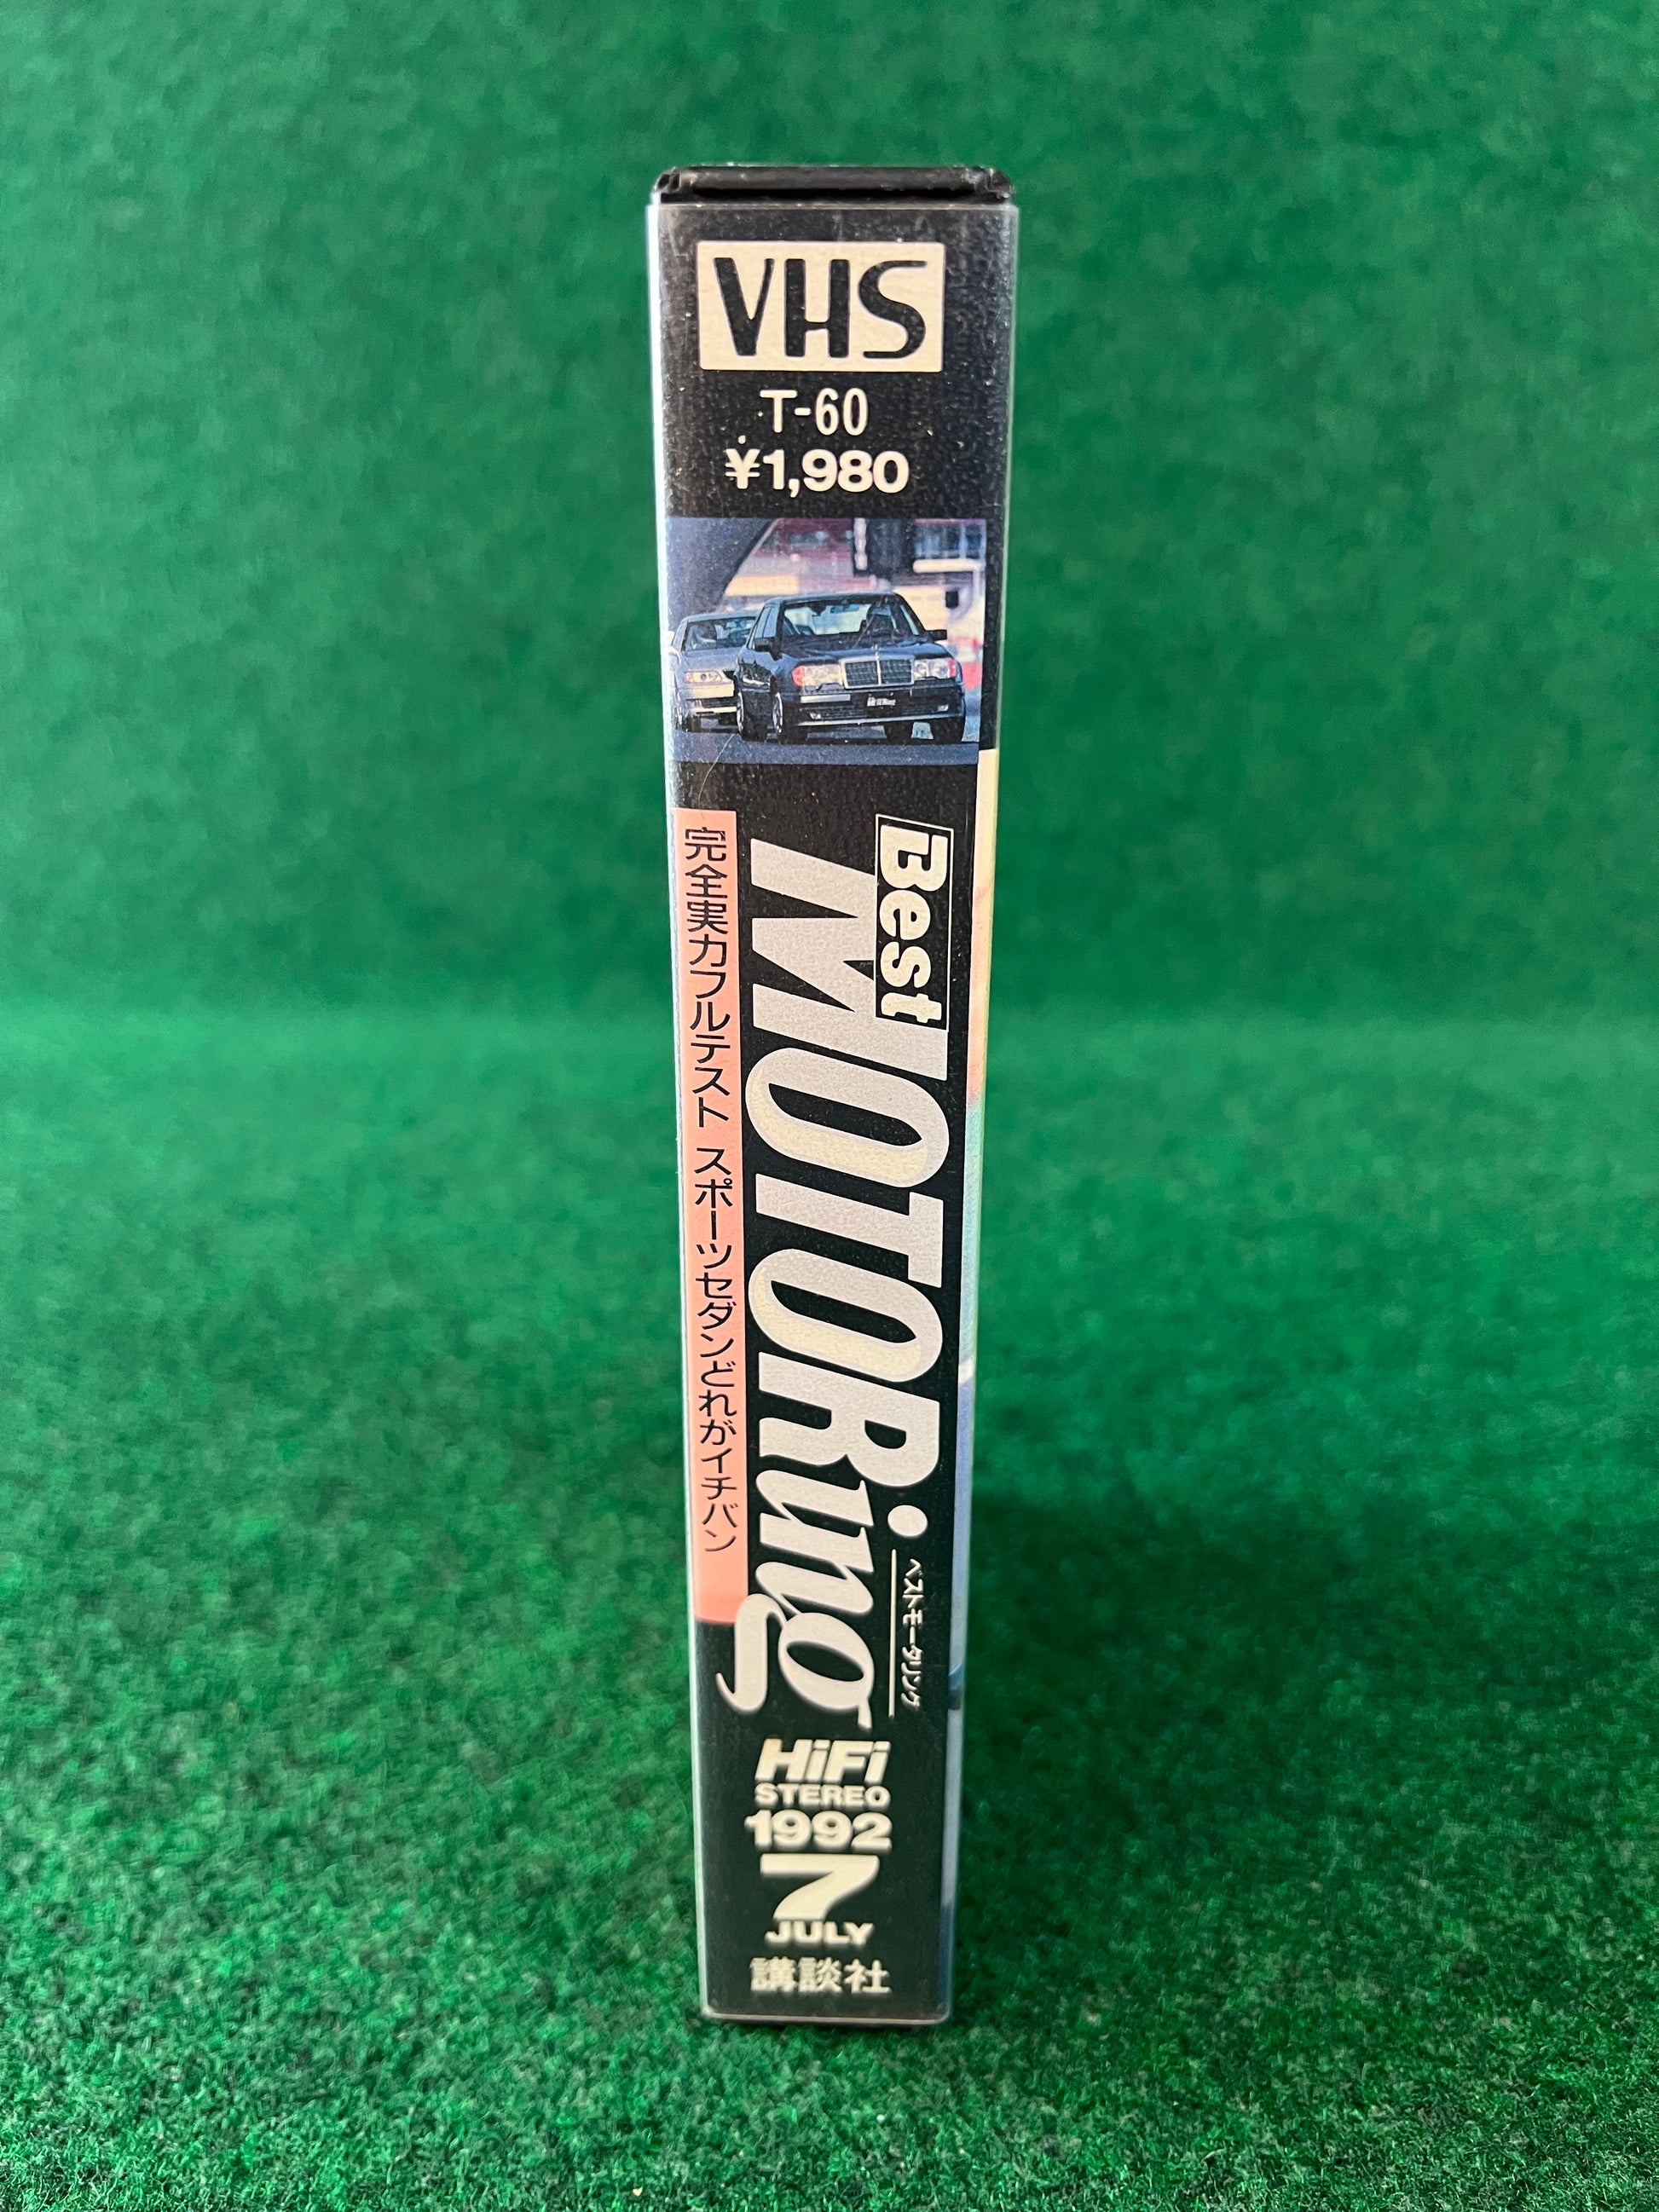 VHS
T-60
¥1,980
Best
MOTORing
ベストモータリング
完全実力フルテスト スポーツセダンどれがイチバン
HiFi
STEREO
1992
7
JULY
講談社